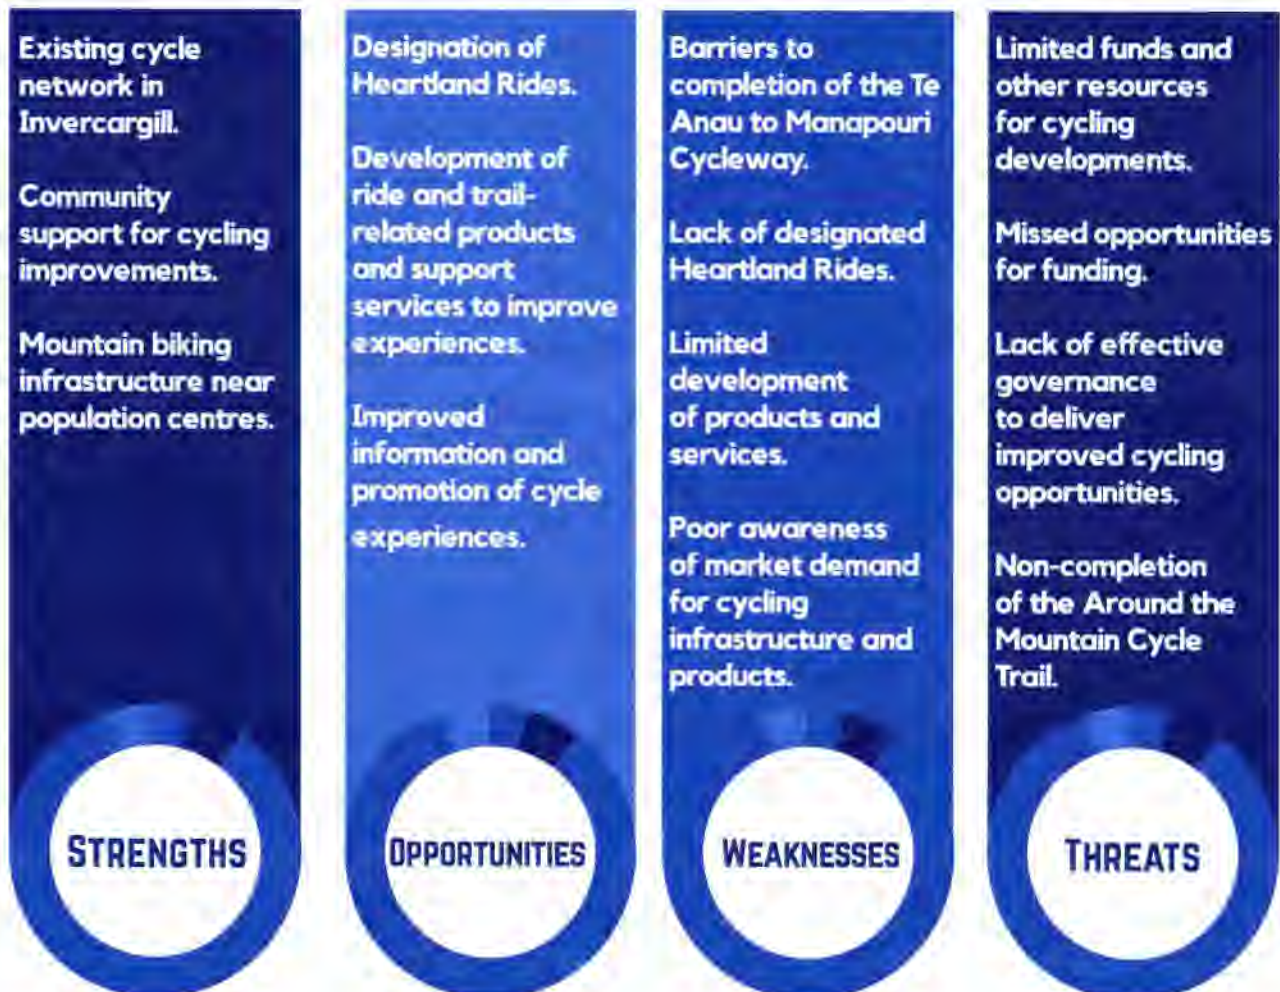 Existing cycle
network in
Invercargill.
Community
support for cycling
improvements.
Mountain biking
infrastructure near
population centres.
STRENGTHS
Designation of
Heartland Rides.
Development of
ride and trail-
related products
and support
services to improve
experiences.
Improved
information and
promotion of cycle
experiences.
OPPORTUNITIES
Barriers to
completion of the Te
Anau to Manapouri
Cycleway.
Lack of designated
Heartland Rides.
Limited
development
of products and
services.
Poor awareness
of market demand
for cycling
infrastructure and
products.
WEAKNESSES
Limited funds and
other resources
for cycling
developments.
Missed opportunities
for funding.
Lack of effective
governance
to deliver
improved cycling
opportunities.
Non-completion
of the Around the
Mountain Cycle
Trail.
THREATS